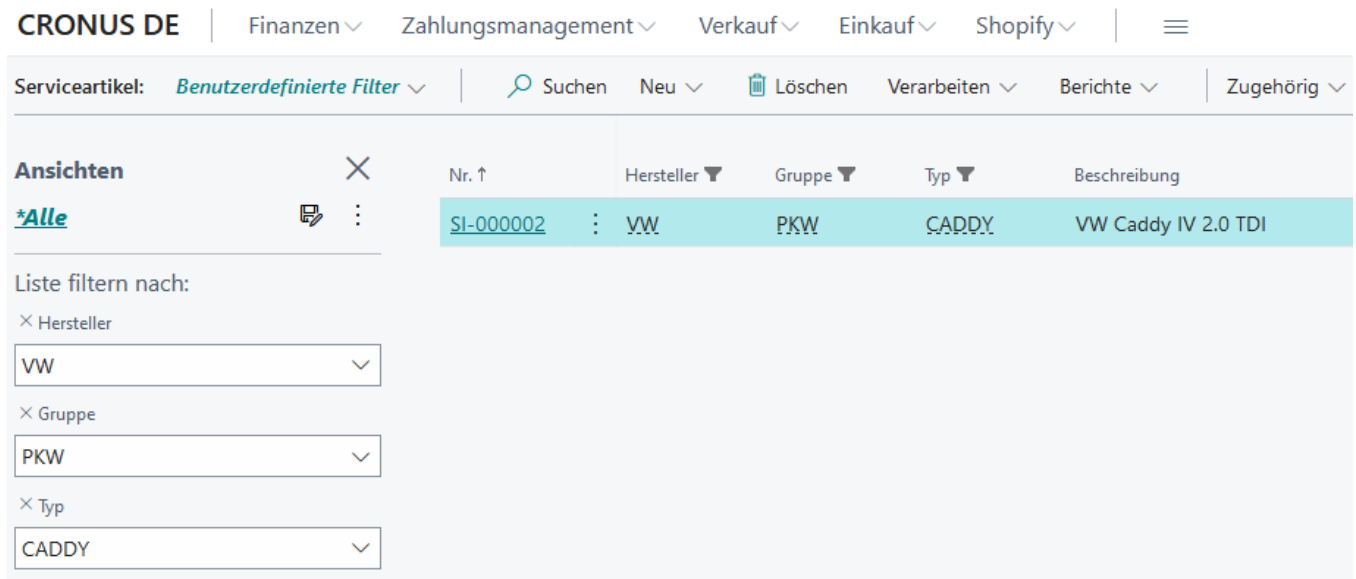 CRONUS DE Finanzen Zahlungsmanagement Verkauf Einkauf Shopify
Serviceartikel: Benutzerdefinierte Filter Suchen Neu Löschen Verarbeiten Berichte Zugehörig
Ansichten
*Alle
Liste filtern nach:
× Hersteller
VW
× Gruppe
PKW
× Typ
CADDY
Nr. ↑ Hersteller Gruppe Typ Beschreibung
SI-000002 VW PKW CADDY VW Caddy IV 2.0 TDI